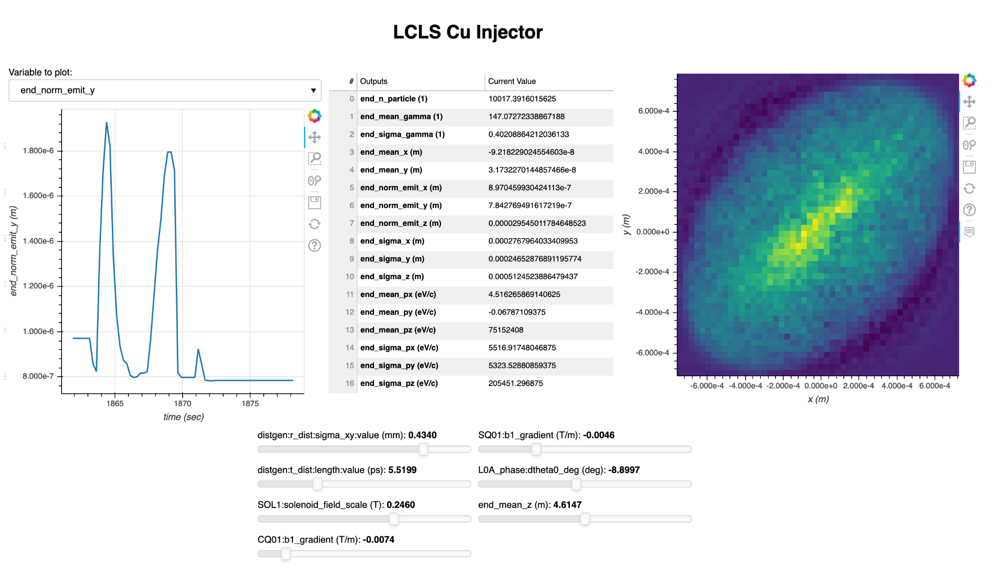 LCLS Cu Injector
Variable to plot:
end_norm_emit_y
1.800e-6
1.600e-6
1.400e-6
1.200e-6
1.000e-6
8.000e-7
end_norm_emit_y (m)
1865 1870 1875
time (sec)
# Outputs Current Value
0 end_n_particle (1) 10017.3916015625
1 end_mean_gamma (1) 147.07272338867188
2 end_sigma_gamma (1) 0.40208864212036133
3 end_mean_x (m) -9.218229024554603e-8
4 end_mean_y (m) 3.1732270144857466e-8
5 end_norm_emit_x (m) 8.970459930424113e-7
6 end_norm_emit_y (m) 7.842769491617219e-7
7 end_norm_emit_z (m) 0.000029545011784648523
8 end_sigma_x (m) 0.0002767964033409953
9 end_sigma_y (m) 0.00024652876891195774
10 end_sigma_z (m) 0.0005124523886479437
11 end_mean_px (eV/c) 4.516265869140625
12 end_mean_py (eV/c) -0.06787109375
13 end_mean_pz (eV/c) 75152408
14 end_sigma_px (eV/c) 5516.91748046875
15 end_sigma_py (eV/c) 5323.52880859375
16 end_sigma_pz (eV/c) 205451.296875
6.000e-4
4.000e-4
2.000e-4
0.000e+0
-2.000e-4
-4.000e-4
-6.000e-4
y (m)
-6.000e-4 -4.000e-4 -2.000e-4 0.000e+0 2.000e-4 4.000e-4 6.000e-4
x (m)
distgen:r_dist:sigma_xy:value (mm): 0.4340
SQ01:b1_gradient (T/m): -0.0046
distgen:t_dist:length:value (ps): 5.5199
L0A_phase:dtheta0_deg (deg): -8.8997
SOL1:solenoid_field_scale (T): 0.2460
end_mean_z (m): 4.6147
CQ01:b1_gradient (T/m): -0.0074